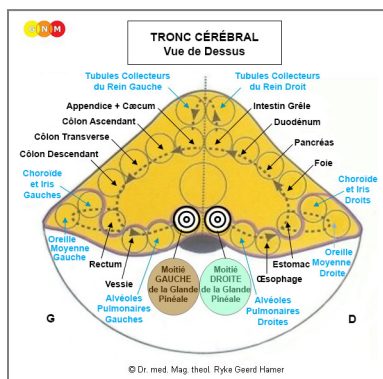 GNM
TRONC CÉRÉBRAL
Vue de Dessus
Tubules Collecteurs
du Rein Gauche
Tubules Collecteurs
du Rein Droit
Appendice + Cæcum
Côlon Ascendant
Côlon Transverse
Côlon Descendant
Intestin Grêle
Duodénum
Pancréas
Foie
Choroïde
et Iris
Gauches
Choroïde
et Iris
Droits
Oreille
Moyenne
Gauche
Oreille
Moyenne
Droite
Rectum
Vessie
Alvéoles
Pulmonaires
Gauches
Moitié
GAUCHE
de la Glande
Pinéale
Moitié
DROITE
de la Glande
Pinéale
Alvéoles
Pulmonaires
Droites
Estomac
Œsophage
G
D
© Dr. med. Mag. theol. Ryke Geerd Hamer